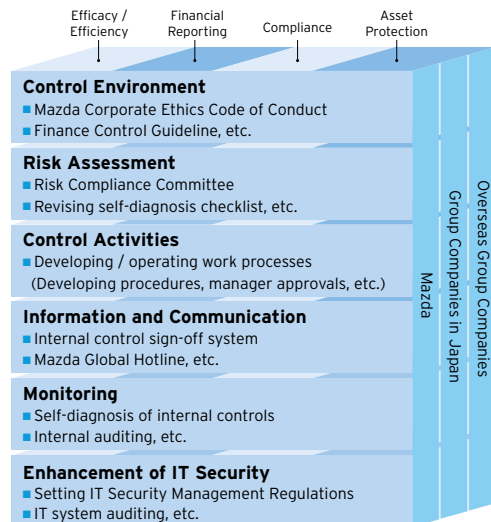 Efficacy /
Efficiency
Financial
Reporting
Compliance
Asset
Protection
Control Environment
■ Mazda Corporate Ethics Code of Conduct
■ Finance Control Guideline, etc.
Risk Assessment
■ Risk Compliance Committee
■ Revising self-diagnosis checklist, etc.
Control Activities
■ Developing / operating work processes
(Developing procedures, manager approvals, etc.)
Information and Communication
■ Internal control sign-off system
■ Mazda Global Hotline, etc.
Monitoring
■ Self-diagnosis of internal controls
■ Internal auditing, etc.
Enhancement of IT Security
■ Setting IT Security Management Regulations
■ IT system auditing, etc.
Mazda
Group Companies in Japan
Overseas Group Companies